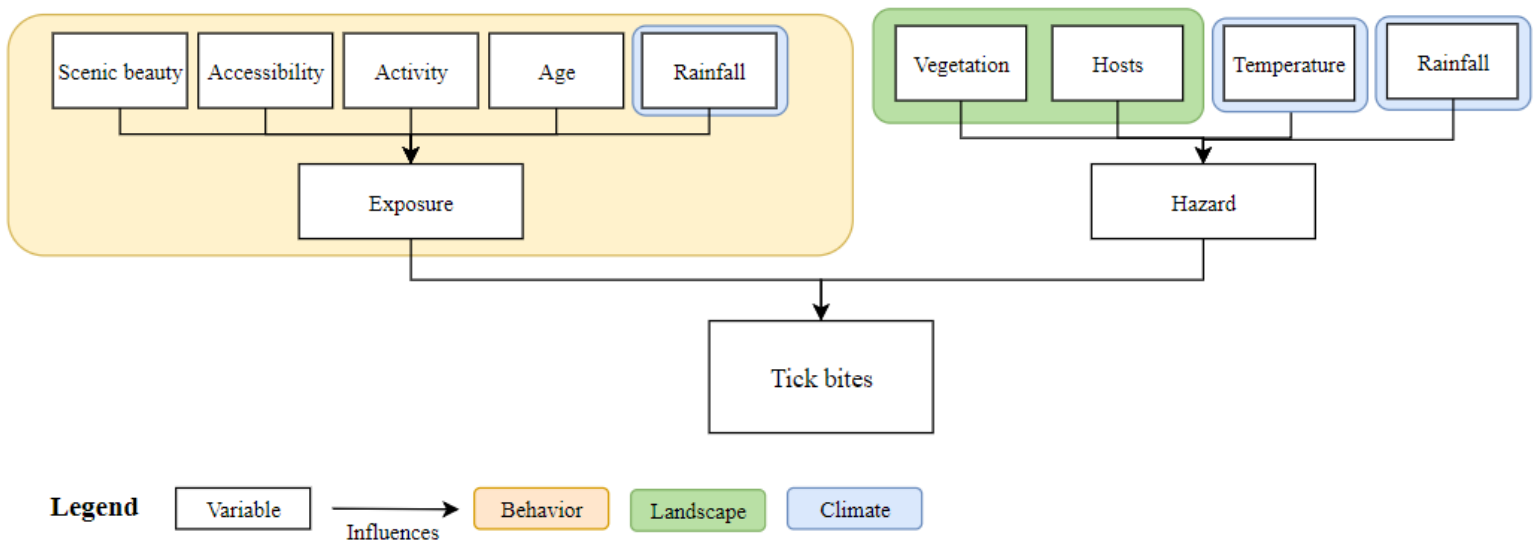 Scenic beauty
Accessibility
Activity
Age
Rainfall
Vegetation
Hosts
Temperature
Rainfall
Exposure
Hazard
Tick bites
Legend
Variable
Influences
Behavior
Landscape
Climate